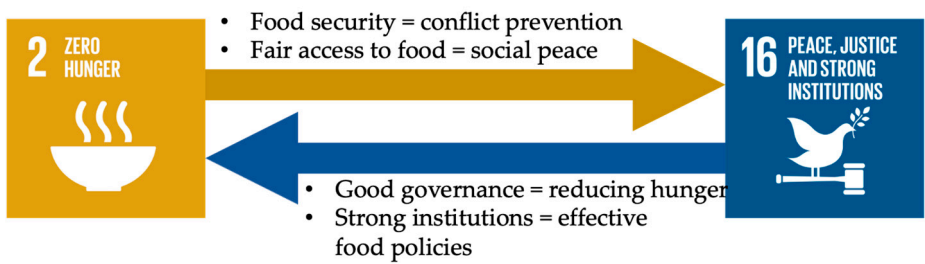 • Food security = conflict prevention
• Fair access to food = social peace
2 ZERO
HUNGER
16 PEACE, JUSTICE
AND STRONG
INSTITUTIONS
• Good governance = reducing hunger
• Strong institutions = effective
food policies